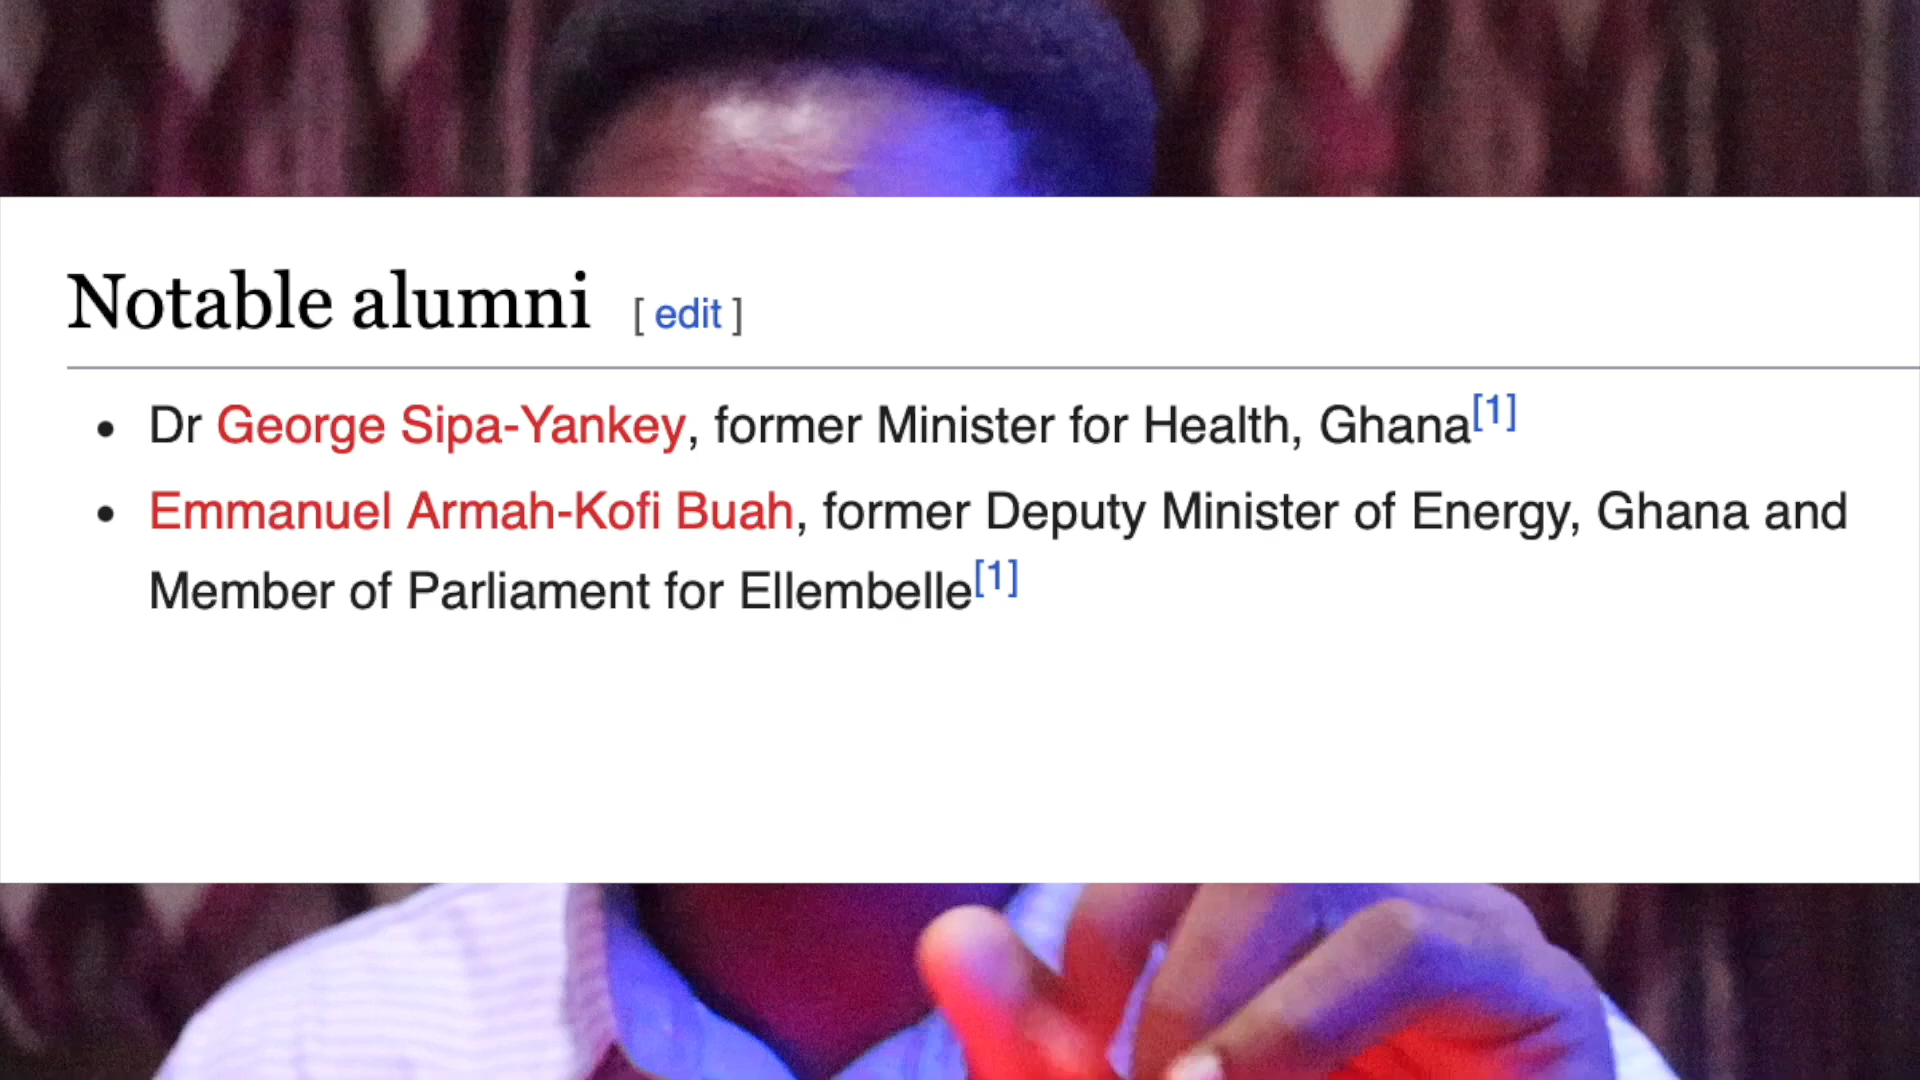 Notable alumni [ edit ]
• Dr George Sipa-Yankey, former Minister for Health, Ghana[1]
• Emmanuel Armah-Kofi Buah, former Deputy Minister of Energy, Ghana and
Member of Parliament for Ellembelle[1]